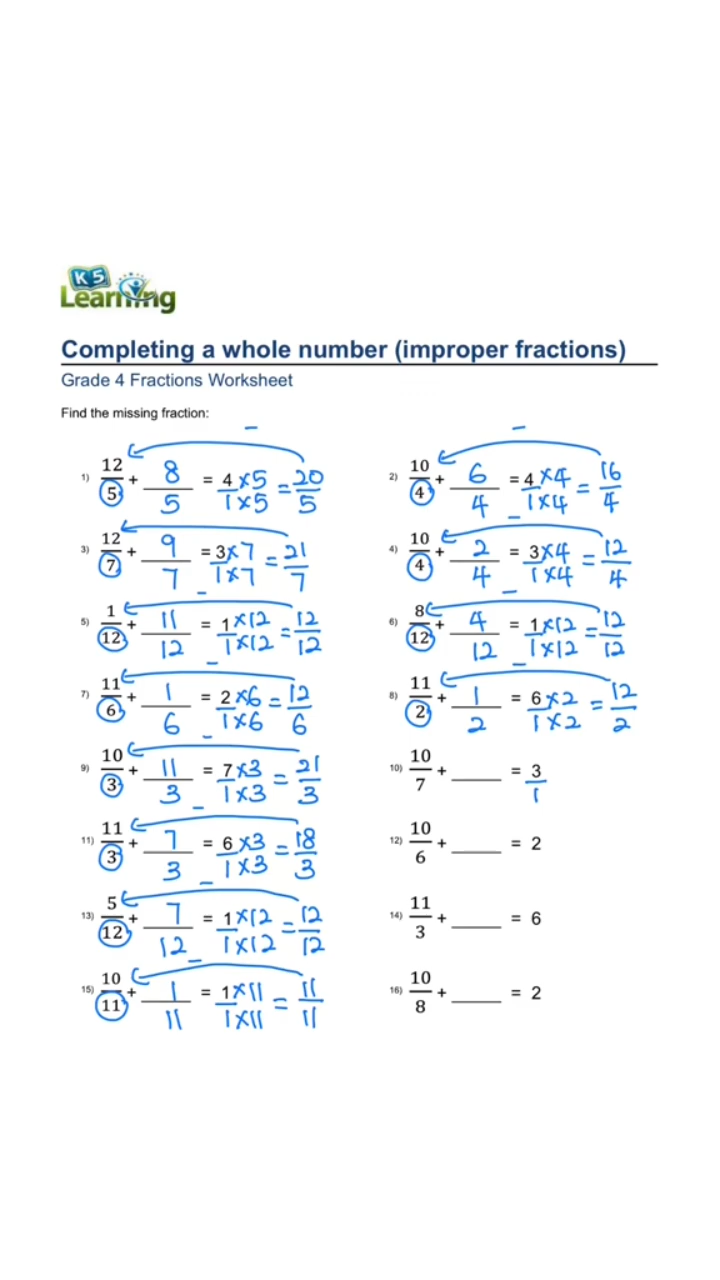 K5
Learning
Completing a whole number (improper fractions)
Grade 4 Fractions Worksheet
Find the missing fraction:
1) 12/5 + 8/5 = 4×5/1×5 = 20/5
2) 10/4 + 6/4 = 4×4/1×4 = 16/4
3) 12/7 + 9/7 = 3×7/1×7 = 21/7
4) 10/4 + 2/4 = 3×4/1×4 = 12/4
5) 1/12 + 11/12 = 1×12/1×12 = 12/12
6) 8/12 + 4/12 = 1×12/1×12 = 12/12
7) 11/6 + 1/6 = 2×6/1×6 = 12/6
8) 11/2 + 1/2 = 6×2/1×2 = 12/2
9) 10/3 + 11/3 = 7×3/1×3 = 21/3
10) 10/7 + ____ = 3/1
11) 11/3 + 7/3 = 6×3/1×3 = 18/3
12) 10/6 + ____ = 2
13) 5/12 + 7/12 = 1×12/1×12 = 12/12
14) 11/3 + ____ = 6
15) 10/11 + 1/11 = 1×11/1×11 = 11/11
16) 10/8 + ____ = 2